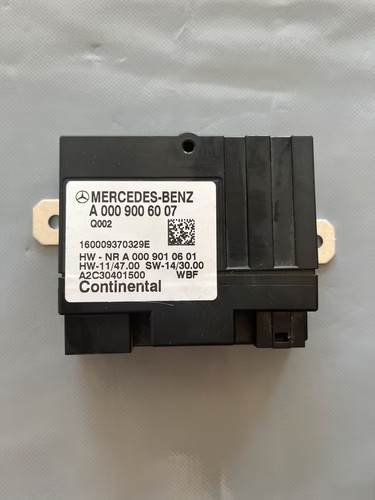 MERCEDES-BENZ
A 000 900 60 07
Q002
160009370329E
HW - NR A 000 901 06 01
HW-11/47.00 SW-14/30.00
A2C30401500 WBF
Continental